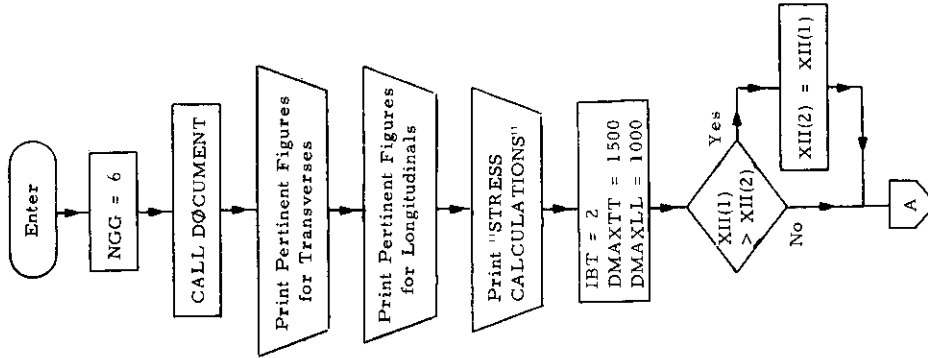 Enter
NGG = 6
CALL DØCUMENT
Print Pertinent Figures
for Transverses
Print Pertinent Figures
for Longitudinals
Print "STRESS
CALCULATIONS"
IBT = 2
DMAXTT = 1500
DMAXLL = 1000
XII(1)
> XII(2)
Yes
XII(2) = XII(1)
No
A